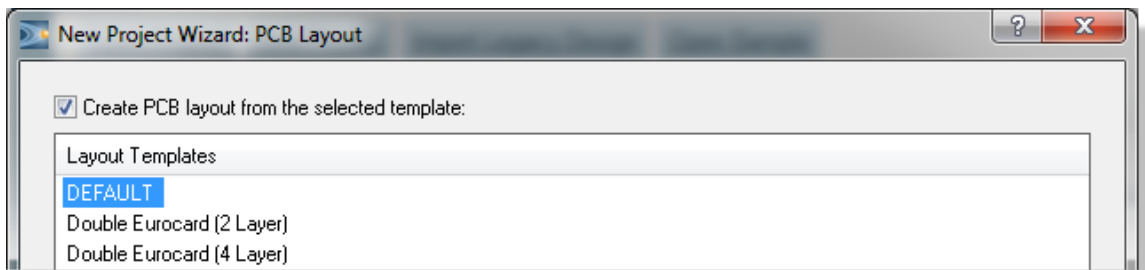 New Project Wizard: PCB Layout
Create PCB layout from the selected template:
Layout Templates
DEFAULT
Double Eurocard (2 Layer)
Double Eurocard (4 Layer)